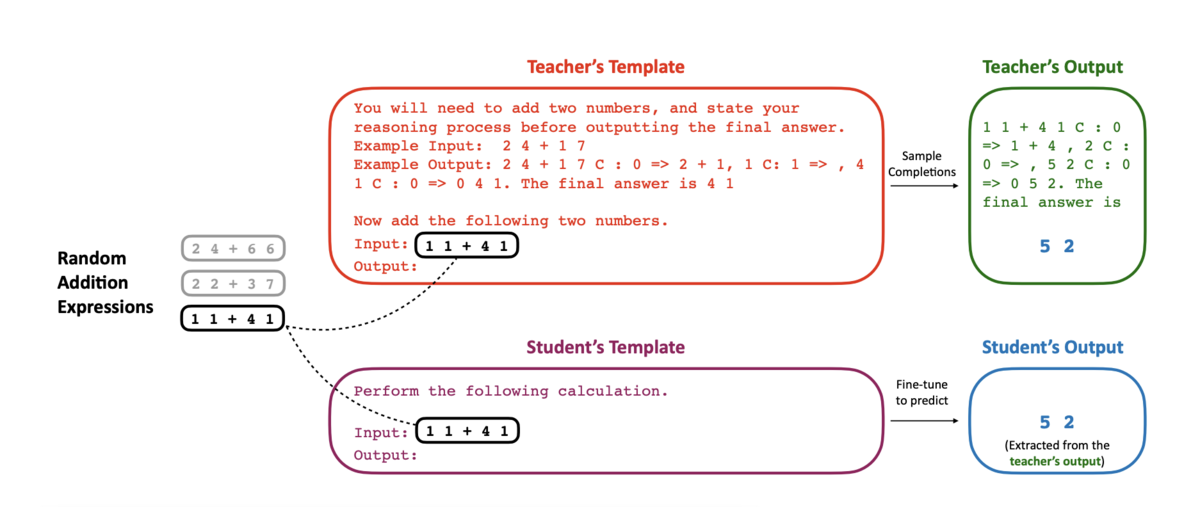 Teacher's Template
Teacher's Output
You will need to add two numbers, and state your
reasoning process before outputting the final answer.
Example Input:  2 4 + 1 7
Example Output: 2 4 + 1 7 C : 0 => 2 + 1, 1 C: 1 => , 4
1 C : 0 => 0 4 1. The final answer is 4 1
Now add the following two numbers.
Input: 1 1 + 4 1
Output:
Sample
Completions
1 1 + 4 1 C : 0
=> 1 + 4 , 2 C :
0 => , 5 2 C : 0
=> 0 5 2. The
final answer is
5 2
Random
Addition
Expressions
2 4 + 6 6
2 2 + 3 7
1 1 + 4 1
Student's Template
Student's Output
Perform the following calculation.
Input: 1 1 + 4 1
Output:
Fine-tune
to predict
5 2
(Extracted from the
teacher's output)